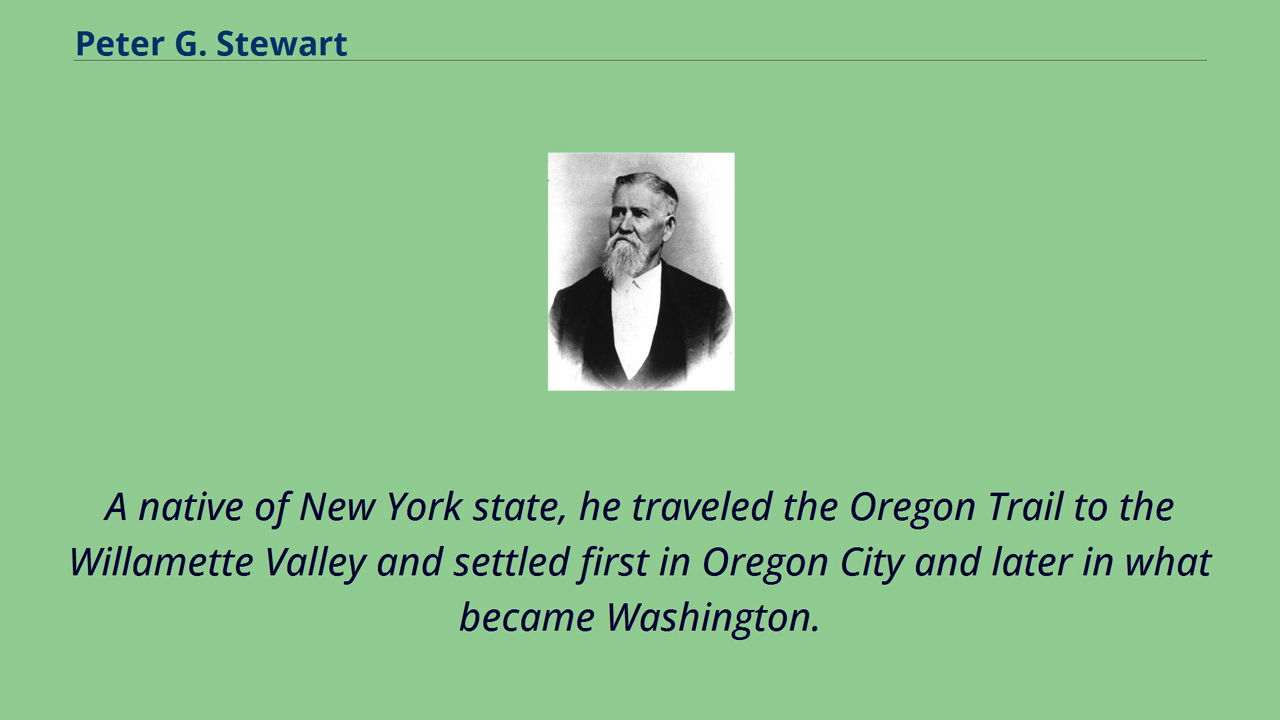 Peter G. Stewart
A native of New York state, he traveled the Oregon Trail to the
Willamette Valley and settled first in Oregon City and later in what
became Washington.